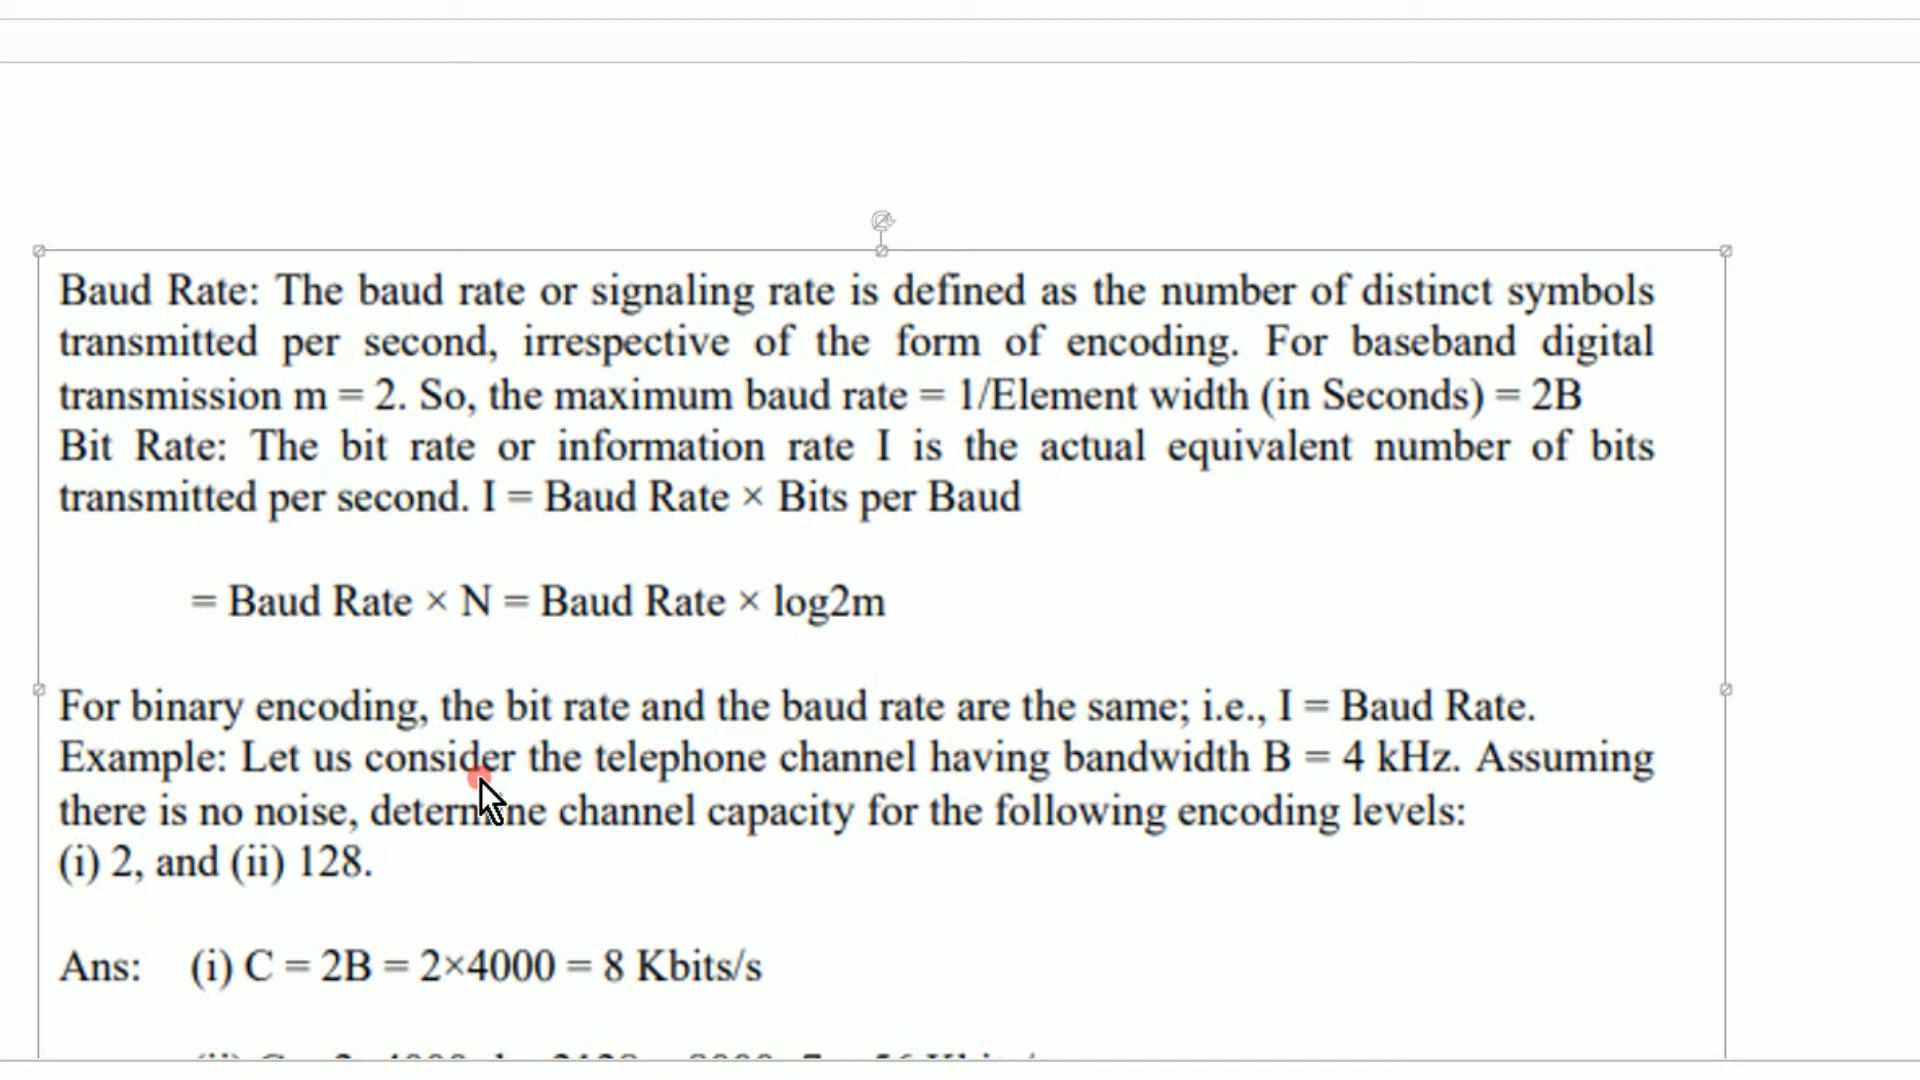 Baud Rate: The baud rate or signaling rate is defined as the number of distinct symbols
transmitted per second, irrespective of the form of encoding. For baseband digital
transmission m = 2. So, the maximum baud rate = 1/Element width (in Seconds) = 2B
Bit Rate: The bit rate or information rate I is the actual equivalent number of bits
transmitted per second. I = Baud Rate × Bits per Baud
= Baud Rate × N = Baud Rate × log2m
For binary encoding, the bit rate and the baud rate are the same; i.e., I = Baud Rate.
Example: Let us consider the telephone channel having bandwidth B = 4 kHz. Assuming
there is no noise, determine channel capacity for the following encoding levels:
(i) 2, and (ii) 128.
Ans: (i) C = 2B = 2×4000 = 8 Kbits/s